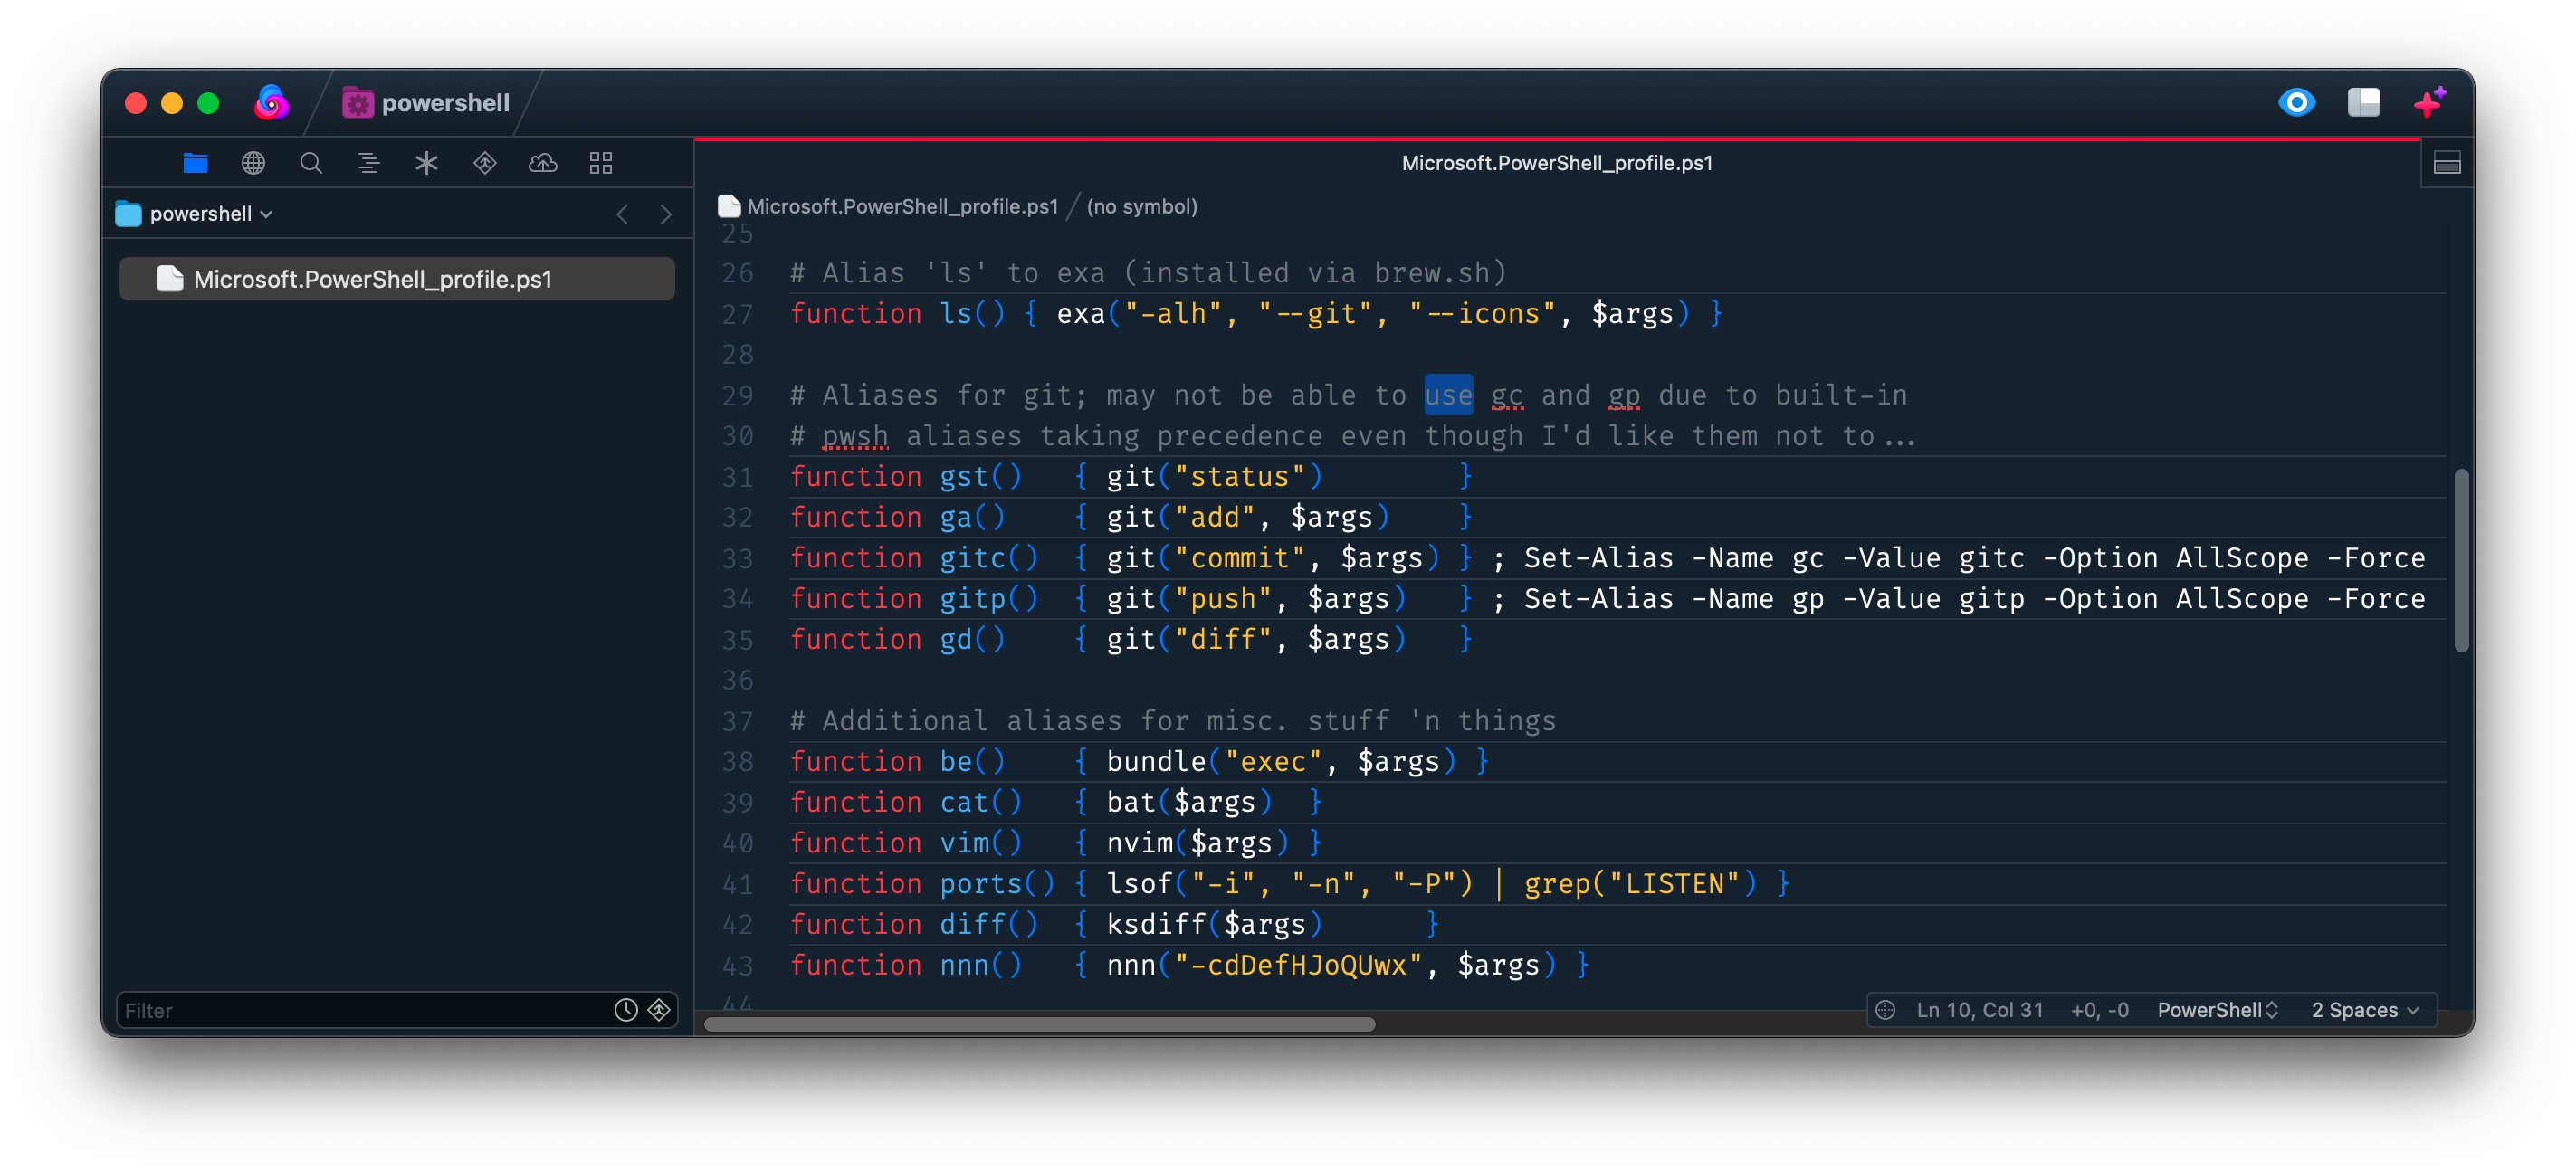 powershell
Microsoft.PowerShell_profile.ps1
powershell
Microsoft.PowerShell_profile.ps1 (no symbol)
Microsoft.PowerShell_profile.ps1
25
26 # Alias 'ls' to exa (installed via brew.sh)
27 function ls() { exa("-alh", "--git", "--icons", $args) }
28
29 # Aliases for git; may not be able to use gc and gp due to built-in
30 # pwsh aliases taking precedence even though I'd like them not to...
31 function gst()   { git("status")        }
32 function ga()    { git("add", $args)    }
33 function gitc()  { git("commit", $args) } ; Set-Alias -Name gc -Value gitc -Option AllScope -Force
34 function gitp()  { git("push", $args)   } ; Set-Alias -Name gp -Value gitp -Option AllScope -Force
35 function gd()    { git("diff", $args)   }
36
37 # Additional aliases for misc. stuff 'n things
38 function be()    { bundle("exec", $args) }
39 function cat()   { bat($args)  }
40 function vim()   { nvim($args) }
41 function ports() { lsof("-i", "-n", "-P") | grep("LISTEN") }
42 function diff()  { ksdiff($args)      }
43 function nnn()   { nnn("-cdDefHJoQUwx", $args) }
44
Filter
Ln 10, Col 31 +0, -0 PowerShell 2 Spaces